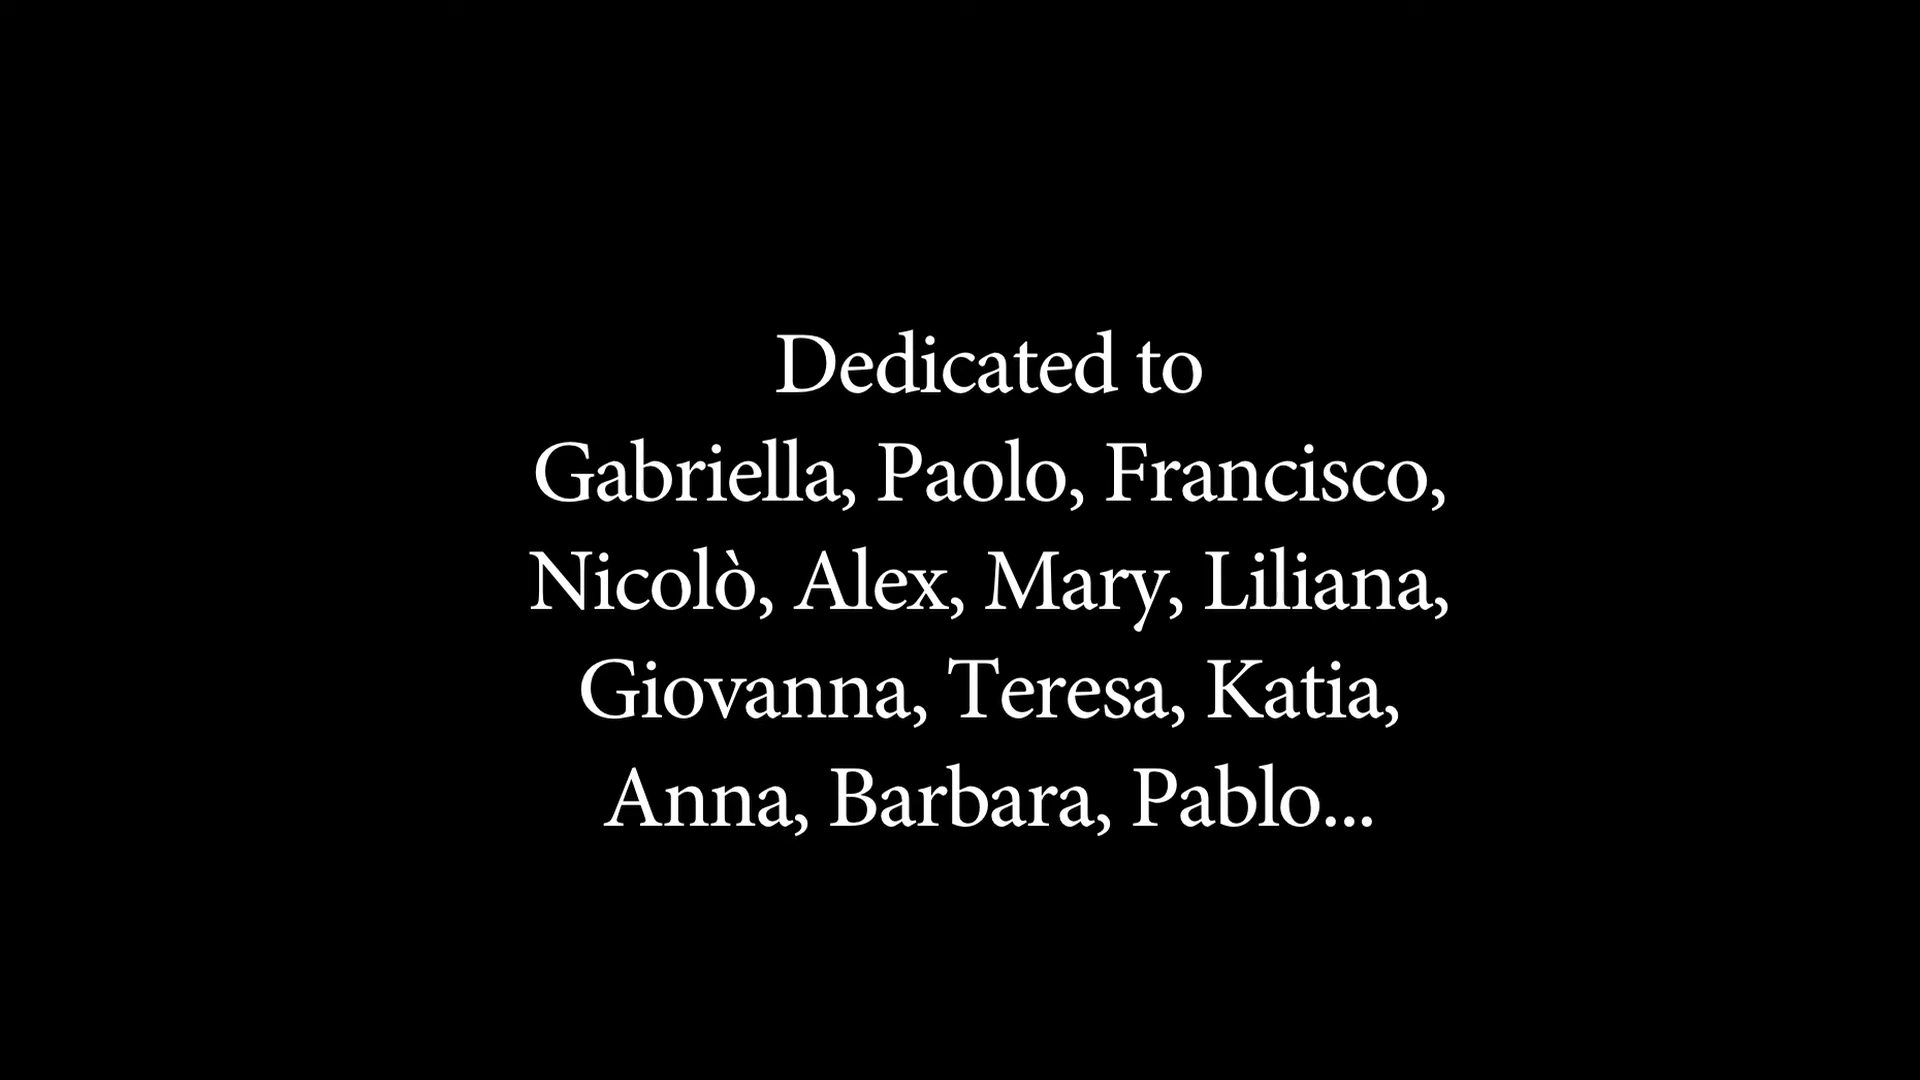 Dedicated to
Gabriella, Paolo, Francisco,
Nicolò, Alex, Mary, Liliana,
Giovanna, Teresa, Katia,
Anna, Barbara, Pablo...